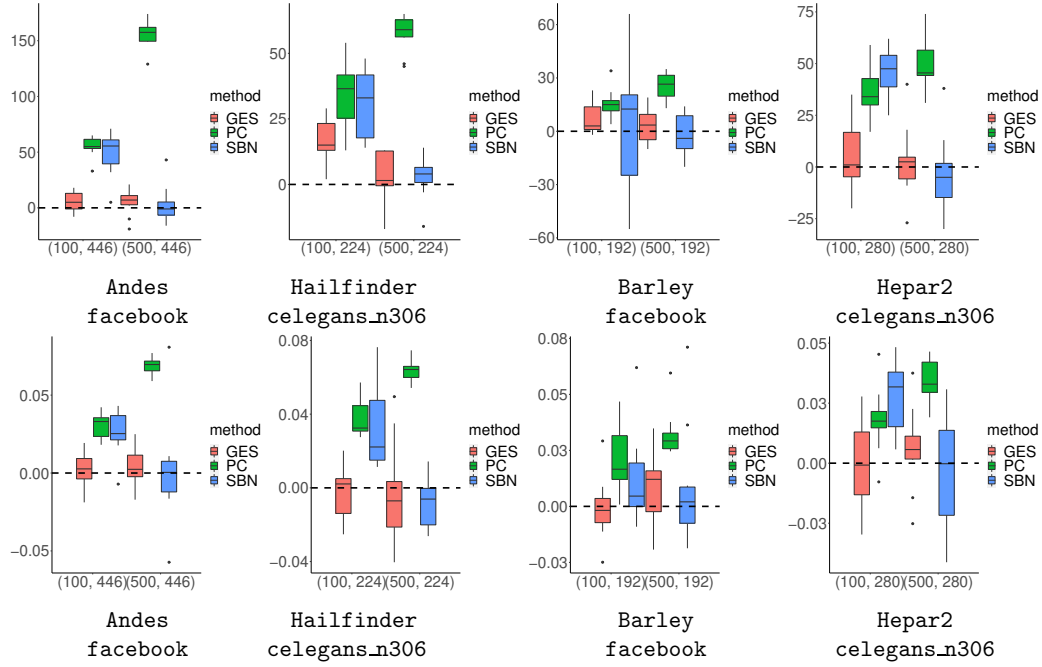 150
100
50
0
(100, 446) (500, 446)
method
GES
PC
SBN
Andes
facebook
50
25
0
(100, 224) (500, 224)
method
GES
PC
SBN
Hailfinder
celegans_n306
60
30
0
−30
−60
(100, 192) (500, 192)
method
GES
PC
SBN
Barley
facebook
75
50
25
0
−25
(100, 280) (500, 280)
method
GES
PC
SBN
Hepar2
celegans_n306
0.05
0.00
−0.05
(100, 446)(500, 446)
method
GES
PC
SBN
Andes
facebook
0.08
0.04
0.00
−0.04
(100, 224)(500, 224)
method
GES
PC
SBN
Hailfinder
celegans_n306
0.08
0.06
0.03
0.00
−0.03
(100, 192)(500, 192)
method
GES
PC
SBN
Barley
facebook
0.05
0.03
0.00
−0.03
(100, 280)(500, 280)
method
GES
PC
SBN
Hepar2
celegans_n306